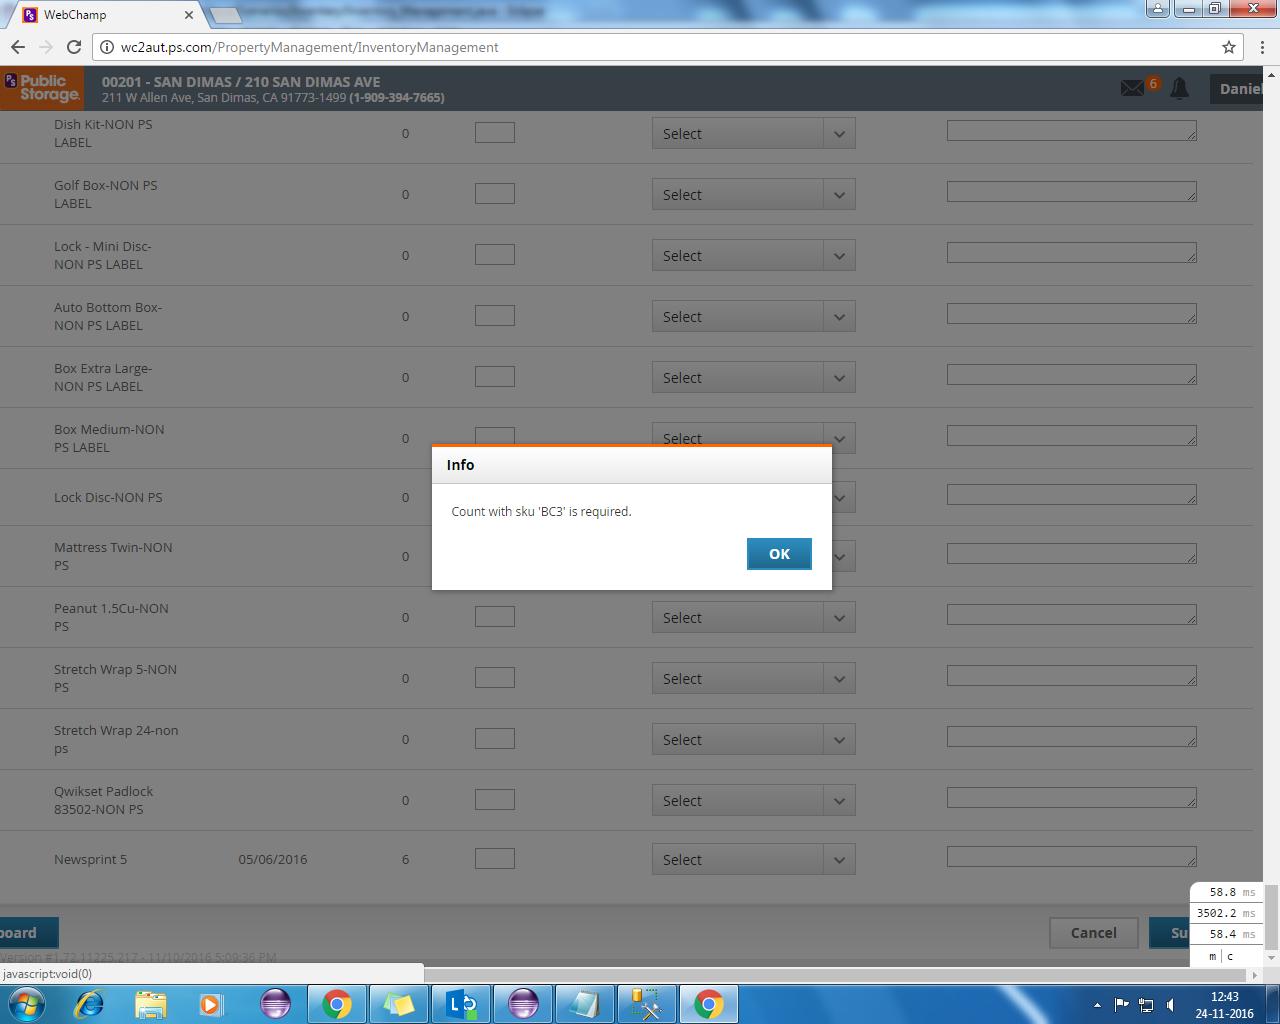 WebChamp
wc2aut.ps.com/PropertyManagement/InventoryManagement
Public Storage.
00201 - SAN DIMAS / 210 SAN DIMAS AVE
211 W Allen Ave, San Dimas, CA 91773-1499 (1-909-394-7665)
6
Daniel
Dish Kit-NON PS
LABEL
0
Select
Golf Box-NON PS
LABEL
0
Select
Lock - Mini Disc-
NON PS LABEL
0
Select
Auto Bottom Box-
NON PS LABEL
0
Select
Box Extra Large-
NON PS LABEL
0
Select
Box Medium-NON
PS LABEL
0
Select
Info
Count with sku 'BC3' is required.
OK
Lock Disc-NON PS
0
Mattress Twin-NON
PS
0
Peanut 1.5Cu-NON
PS
0
Select
Stretch Wrap 5-NON
PS
0
Select
Stretch Wrap 24-non
ps
0
Select
Qwikset Padlock
83502-NON PS
0
Select
Newsprint 5
05/06/2016
6
Select
58.8 ms
3502.2 ms
58.4 ms
m | c
board
Cancel
Su
Version #1.72.11225.217 - 11/10/2016 5:09:36 PM
javascript:void(0)
12:43
24-11-2016